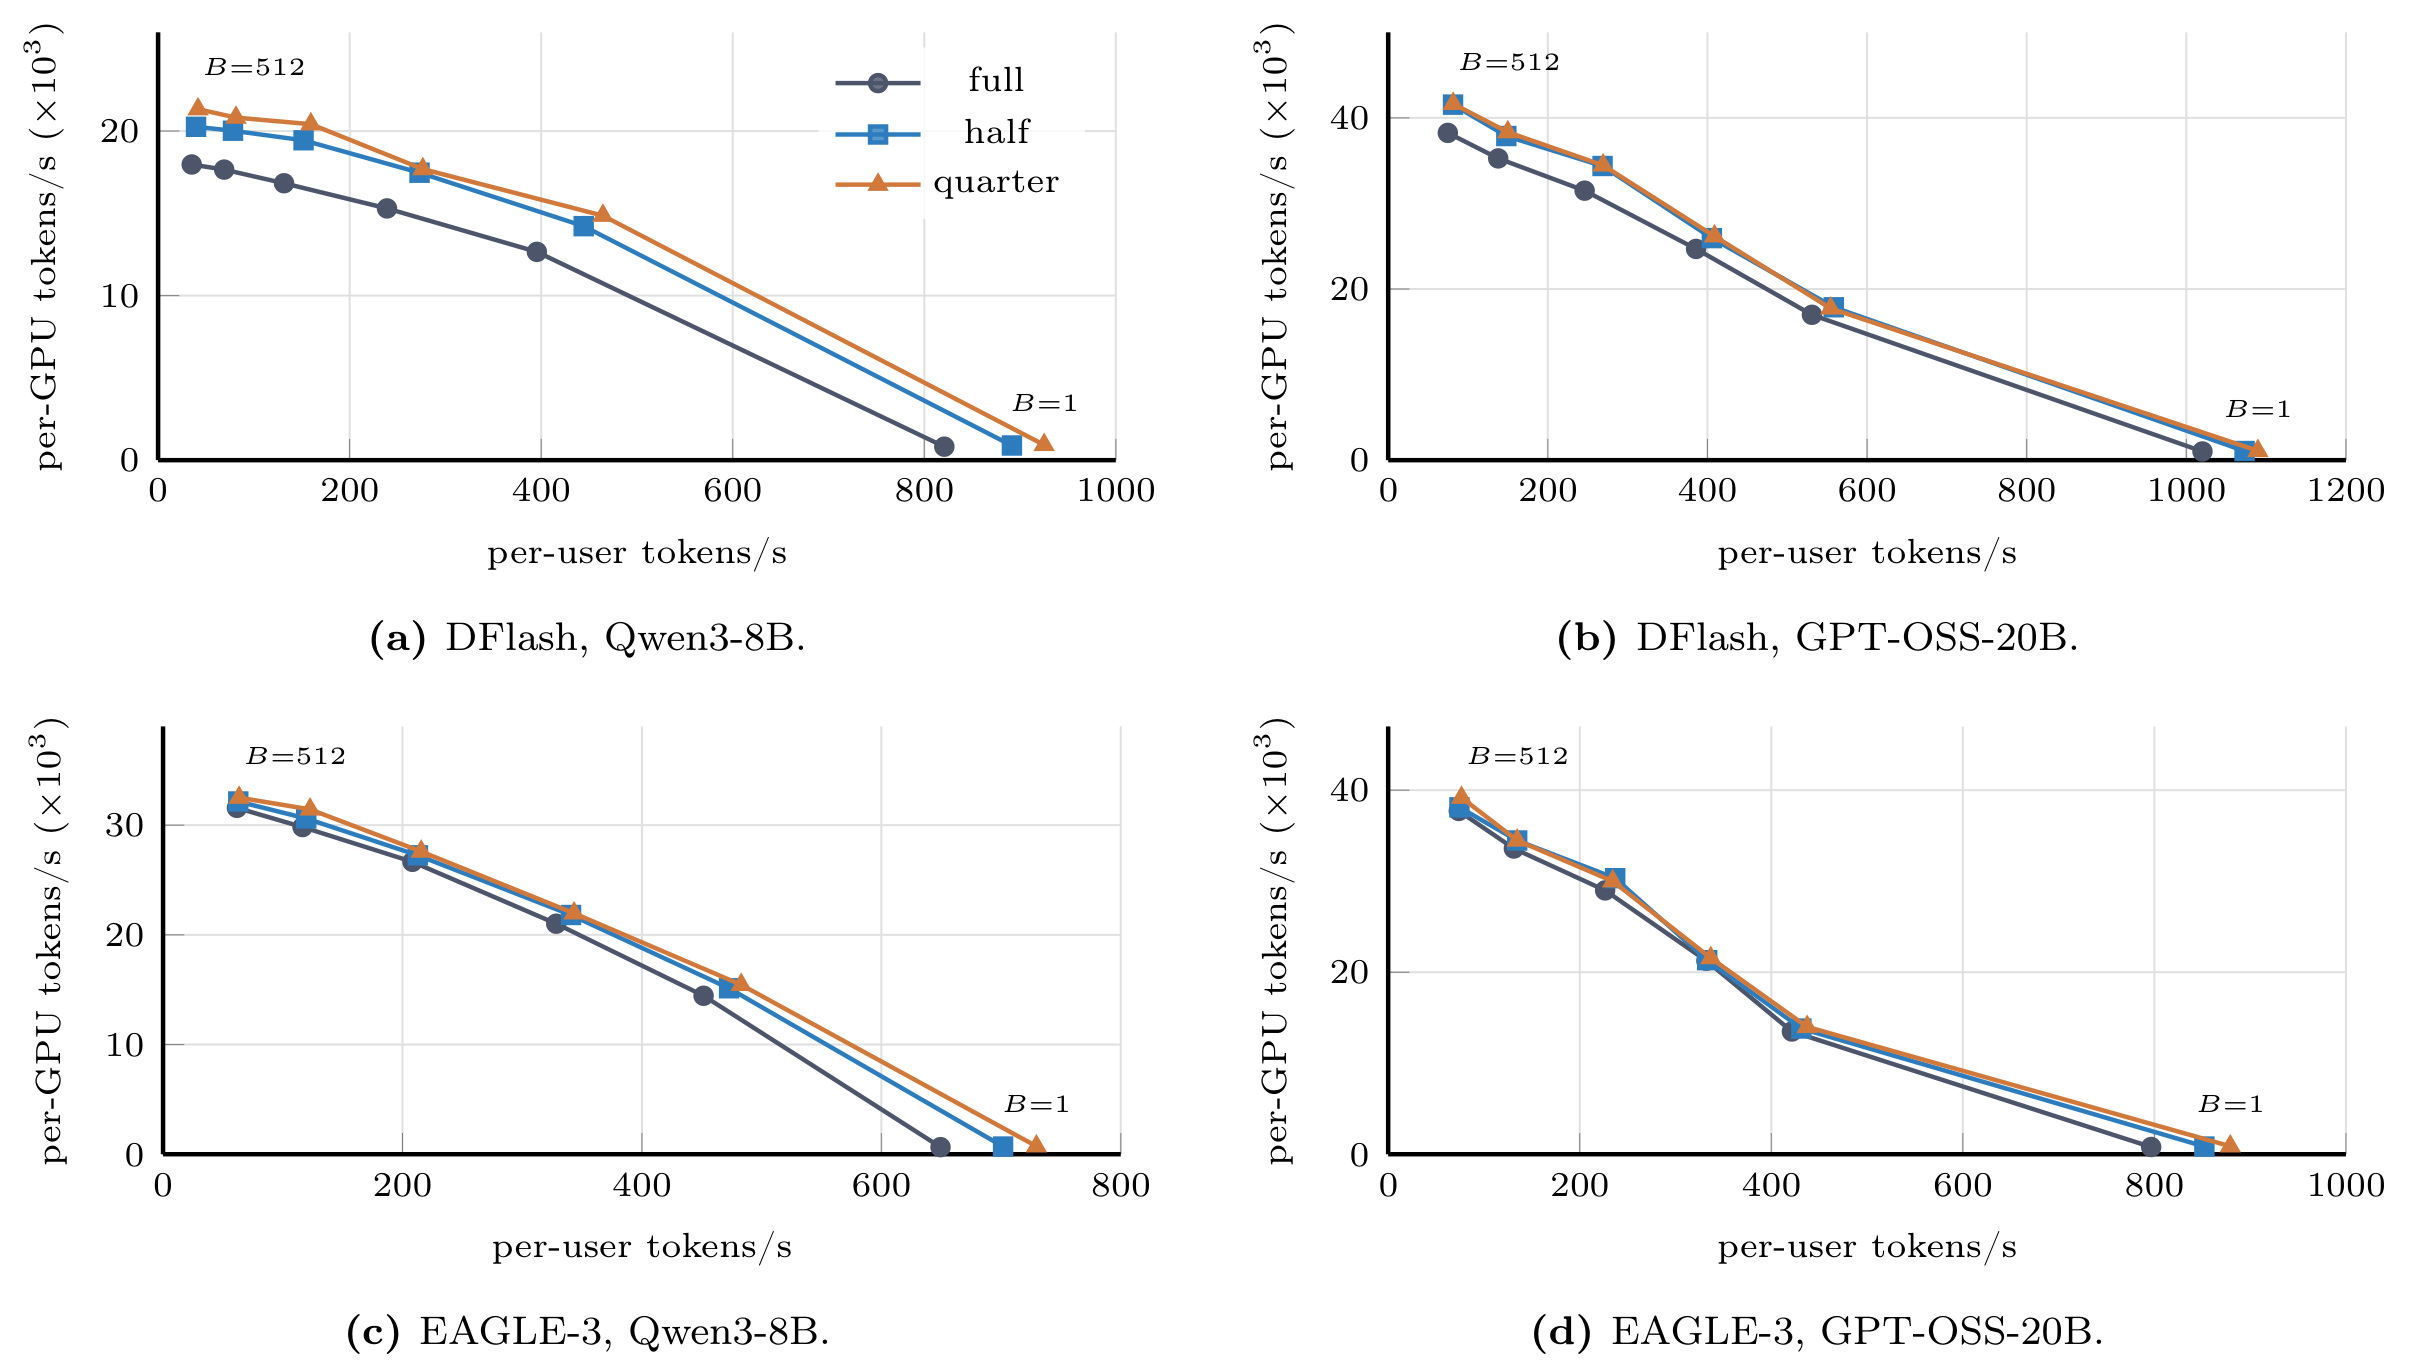 per-GPU tokens/s (×10³)
B=512
full
half
quarter
B=1
20
10
0
0 200 400 600 800 1000
per-user tokens/s
(a) DFlash, Qwen3-8B.
per-GPU tokens/s (×10³)
B=512
B=1
40
20
0
0 200 400 600 800 1000 1200
per-user tokens/s
(b) DFlash, GPT-OSS-20B.
per-GPU tokens/s (×10³)
B=512
B=1
30
20
10
0
0 200 400 600 800
per-user tokens/s
(c) EAGLE-3, Qwen3-8B.
per-GPU tokens/s (×10³)
B=512
B=1
40
20
0
0 200 400 600 800 1000
per-user tokens/s
(d) EAGLE-3, GPT-OSS-20B.